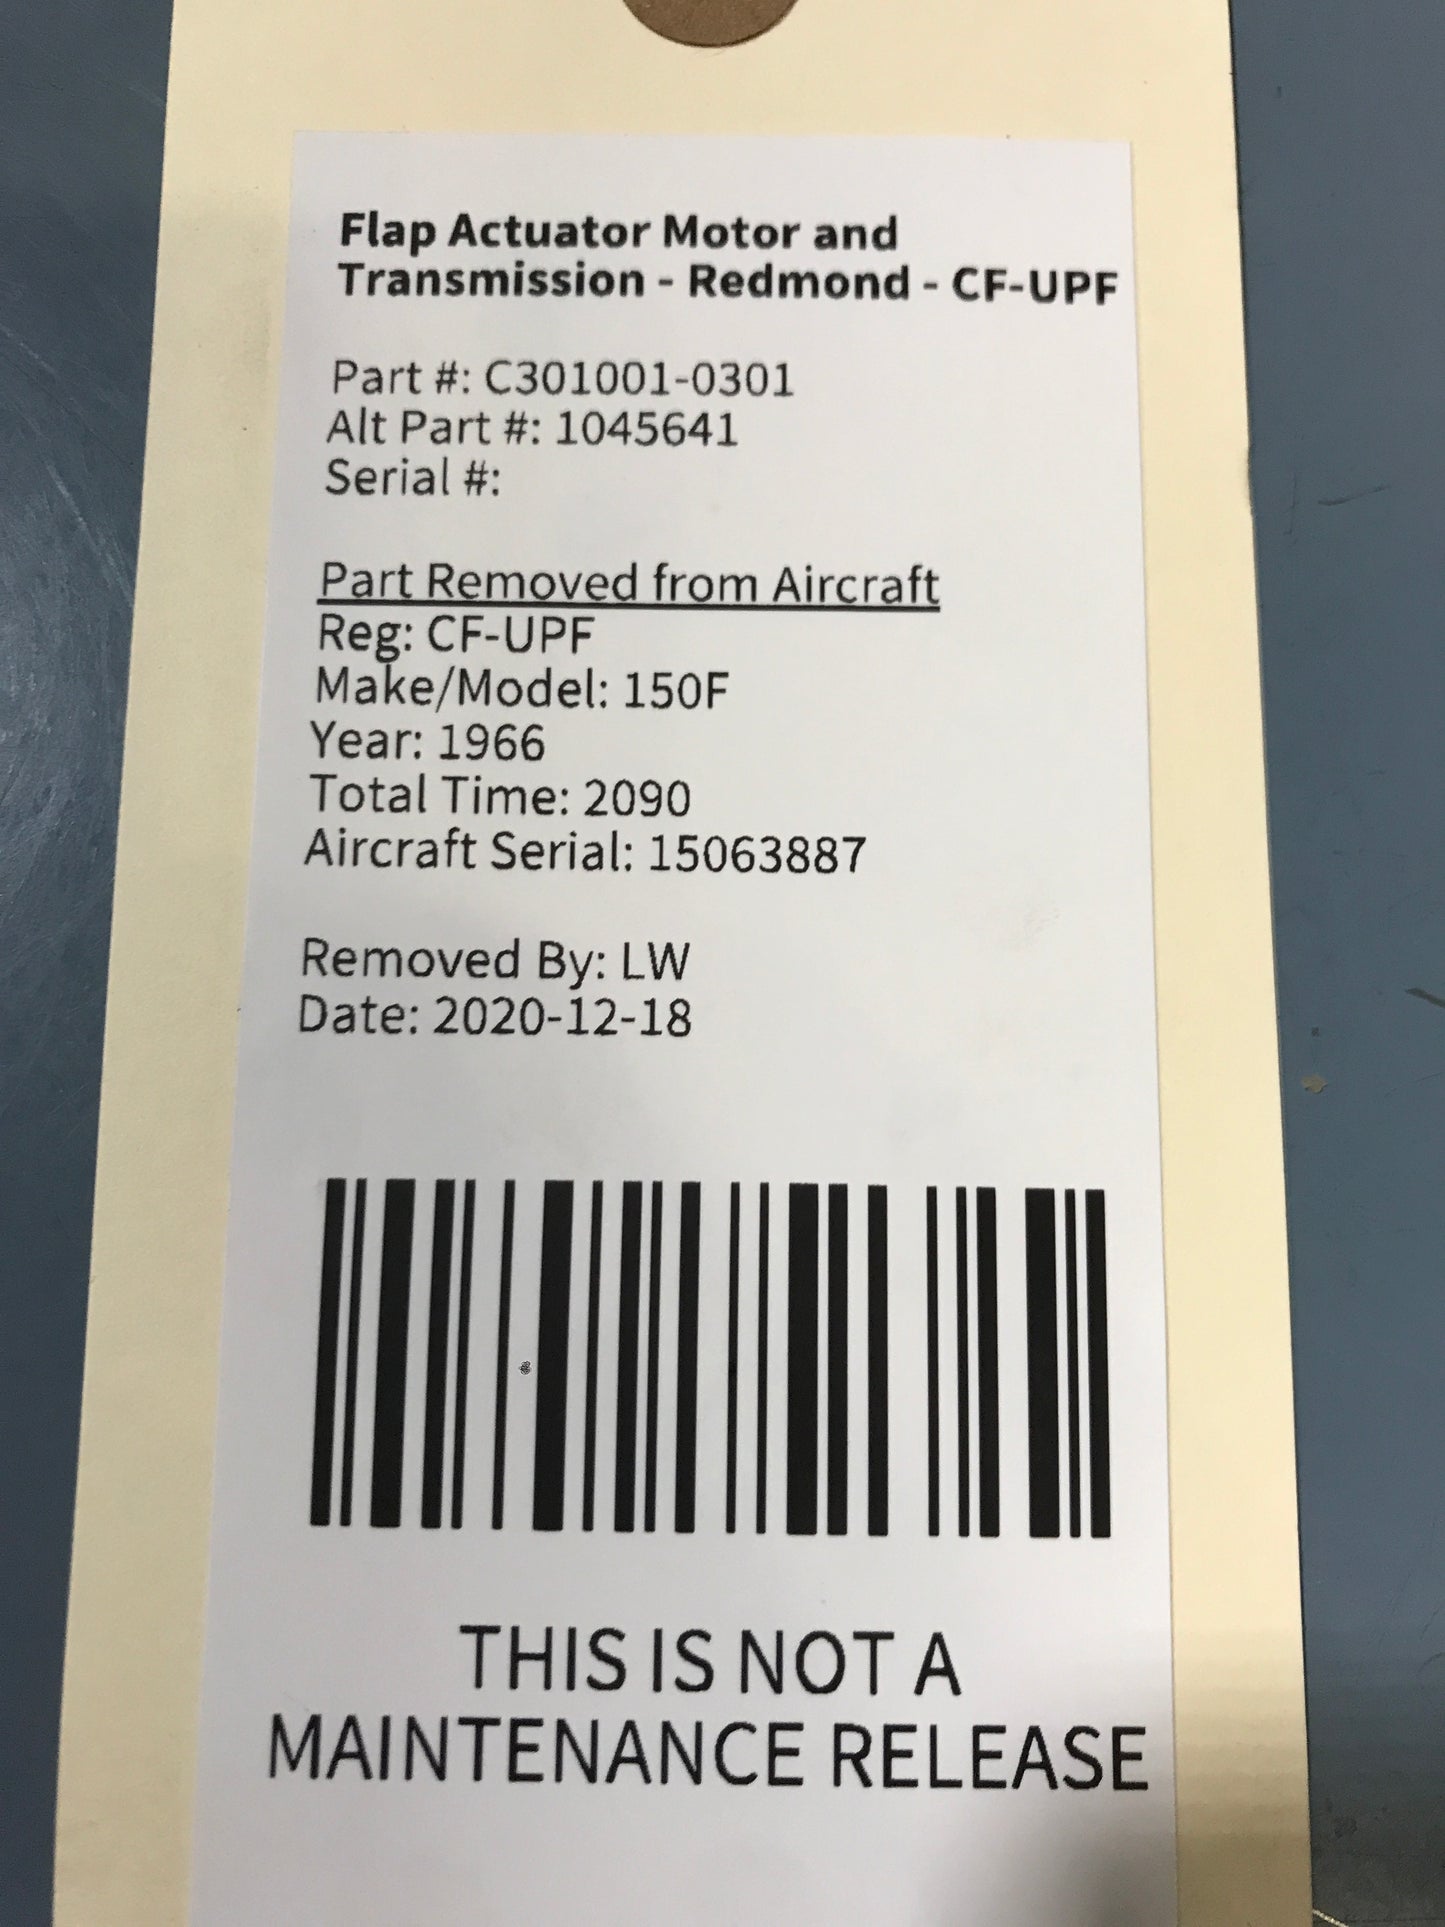 Flap Actuator Motor and
Transmission - Redmond - CF-UPF
Part #: C301001-0301
Alt Part #: 1045641
Serial #:
Part Removed from Aircraft
Reg: CF-UPF
Make/Model: 150F
Year: 1966
Total Time: 2090
Aircraft Serial: 15063887
Removed By: LW
Date: 2020-12-18
THIS IS NOT A
MAINTENANCE RELEASE